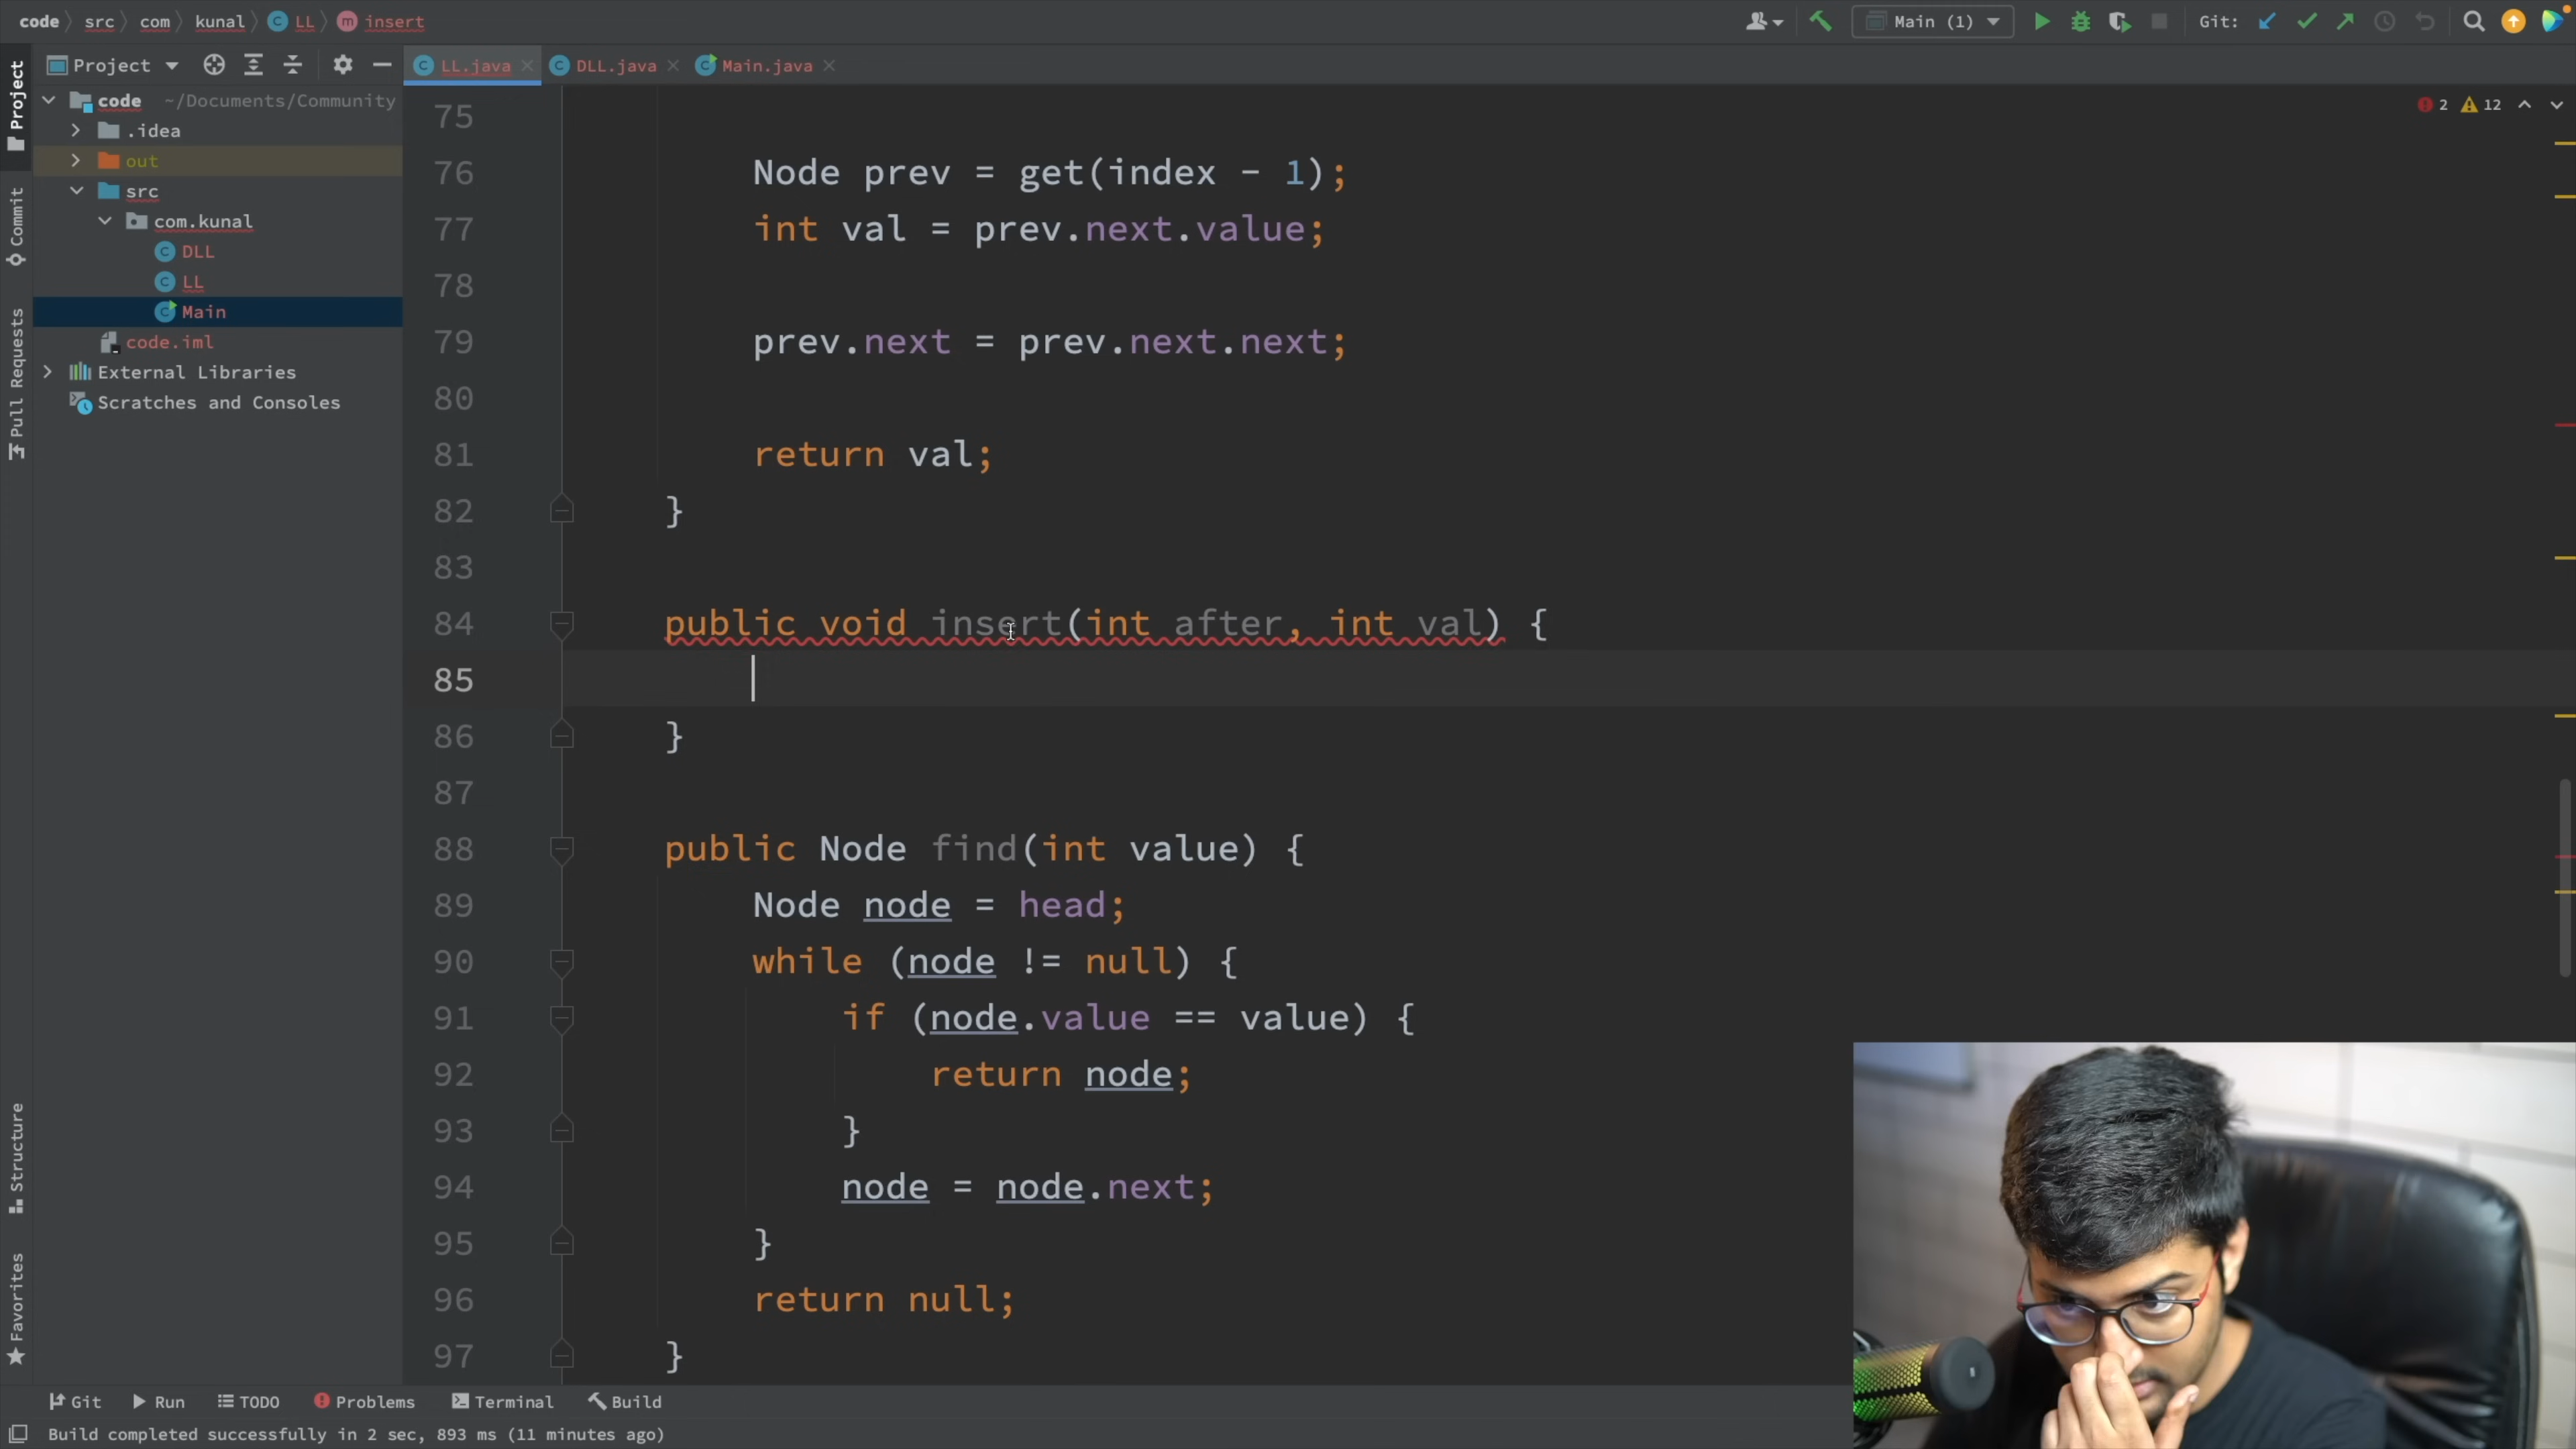 code src com kunal LL insert Main (1) Git:
Project
LL.java DLL.java Main.java
code ~/Documents/Community
.idea
out
src
com.kunal
DLL
LL
Main
code.iml
External Libraries
Scratches and Consoles
Project
Commit
Pull Requests
Structure
Favorites
2 12
75
76 Node prev = get(index - 1);
77 int val = prev.next.value;
78
79 prev.next = prev.next.next;
80
81 return val;
82 }
83
84 public void insert(int after, int val) {
85
86 }
87
88 public Node find(int value) {
89 Node node = head;
90 while (node != null) {
91 if (node.value == value) {
92 return node;
93 }
94 node = node.next;
95 }
96 return null;
97 }
Git Run TODO Problems Terminal Build
Build completed successfully in 2 sec, 893 ms (11 minutes ago)